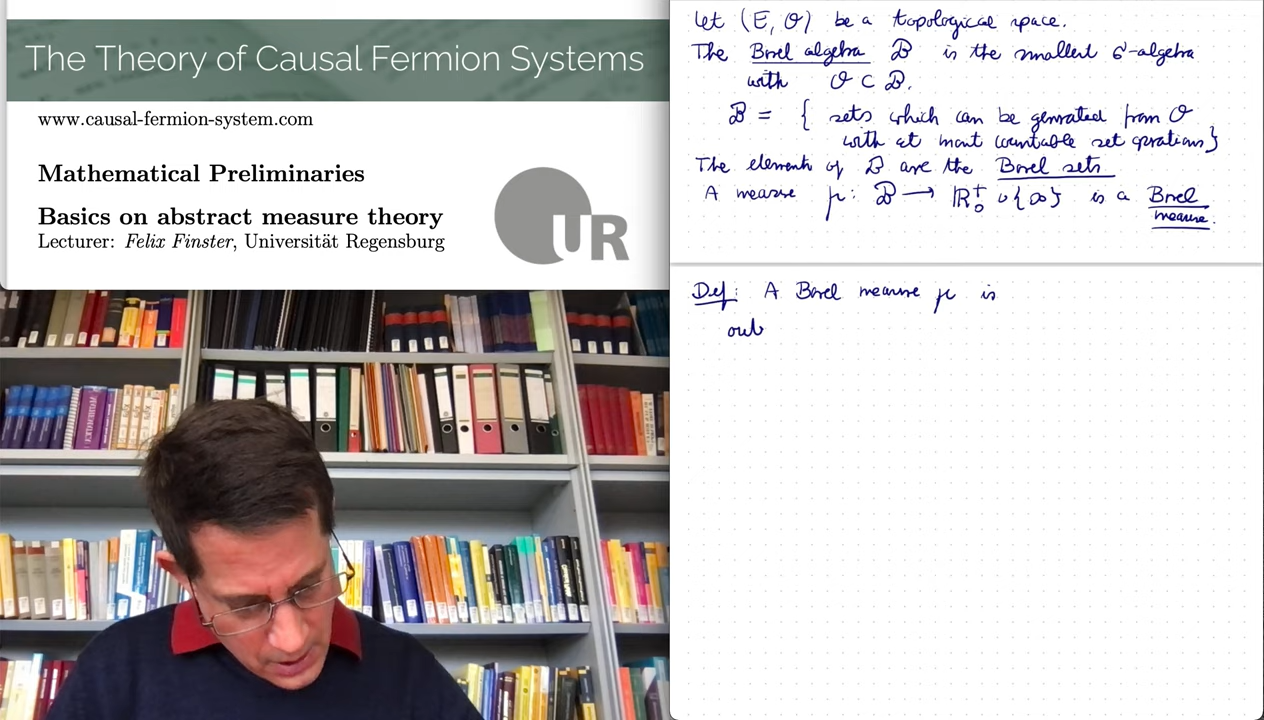 The Theory of Causal Fermion Systems
www.causal-fermion-system.com
Mathematical Preliminaries
Basics on abstract measure theory
Lecturer: Felix Finster, Universität Regensburg
UR
Let (E, O) be a topological space.
The Borel algebra B is the smallest σ-algebra
with O ⊂ B.
B = { sets which can be generated from O
with at most countable set operations}
The elements of B are the Borel sets
A measure μ: B → ℝ₀⁺ ∪ {∞} is a Borel
measure.
Def: A Borel measure μ is
out